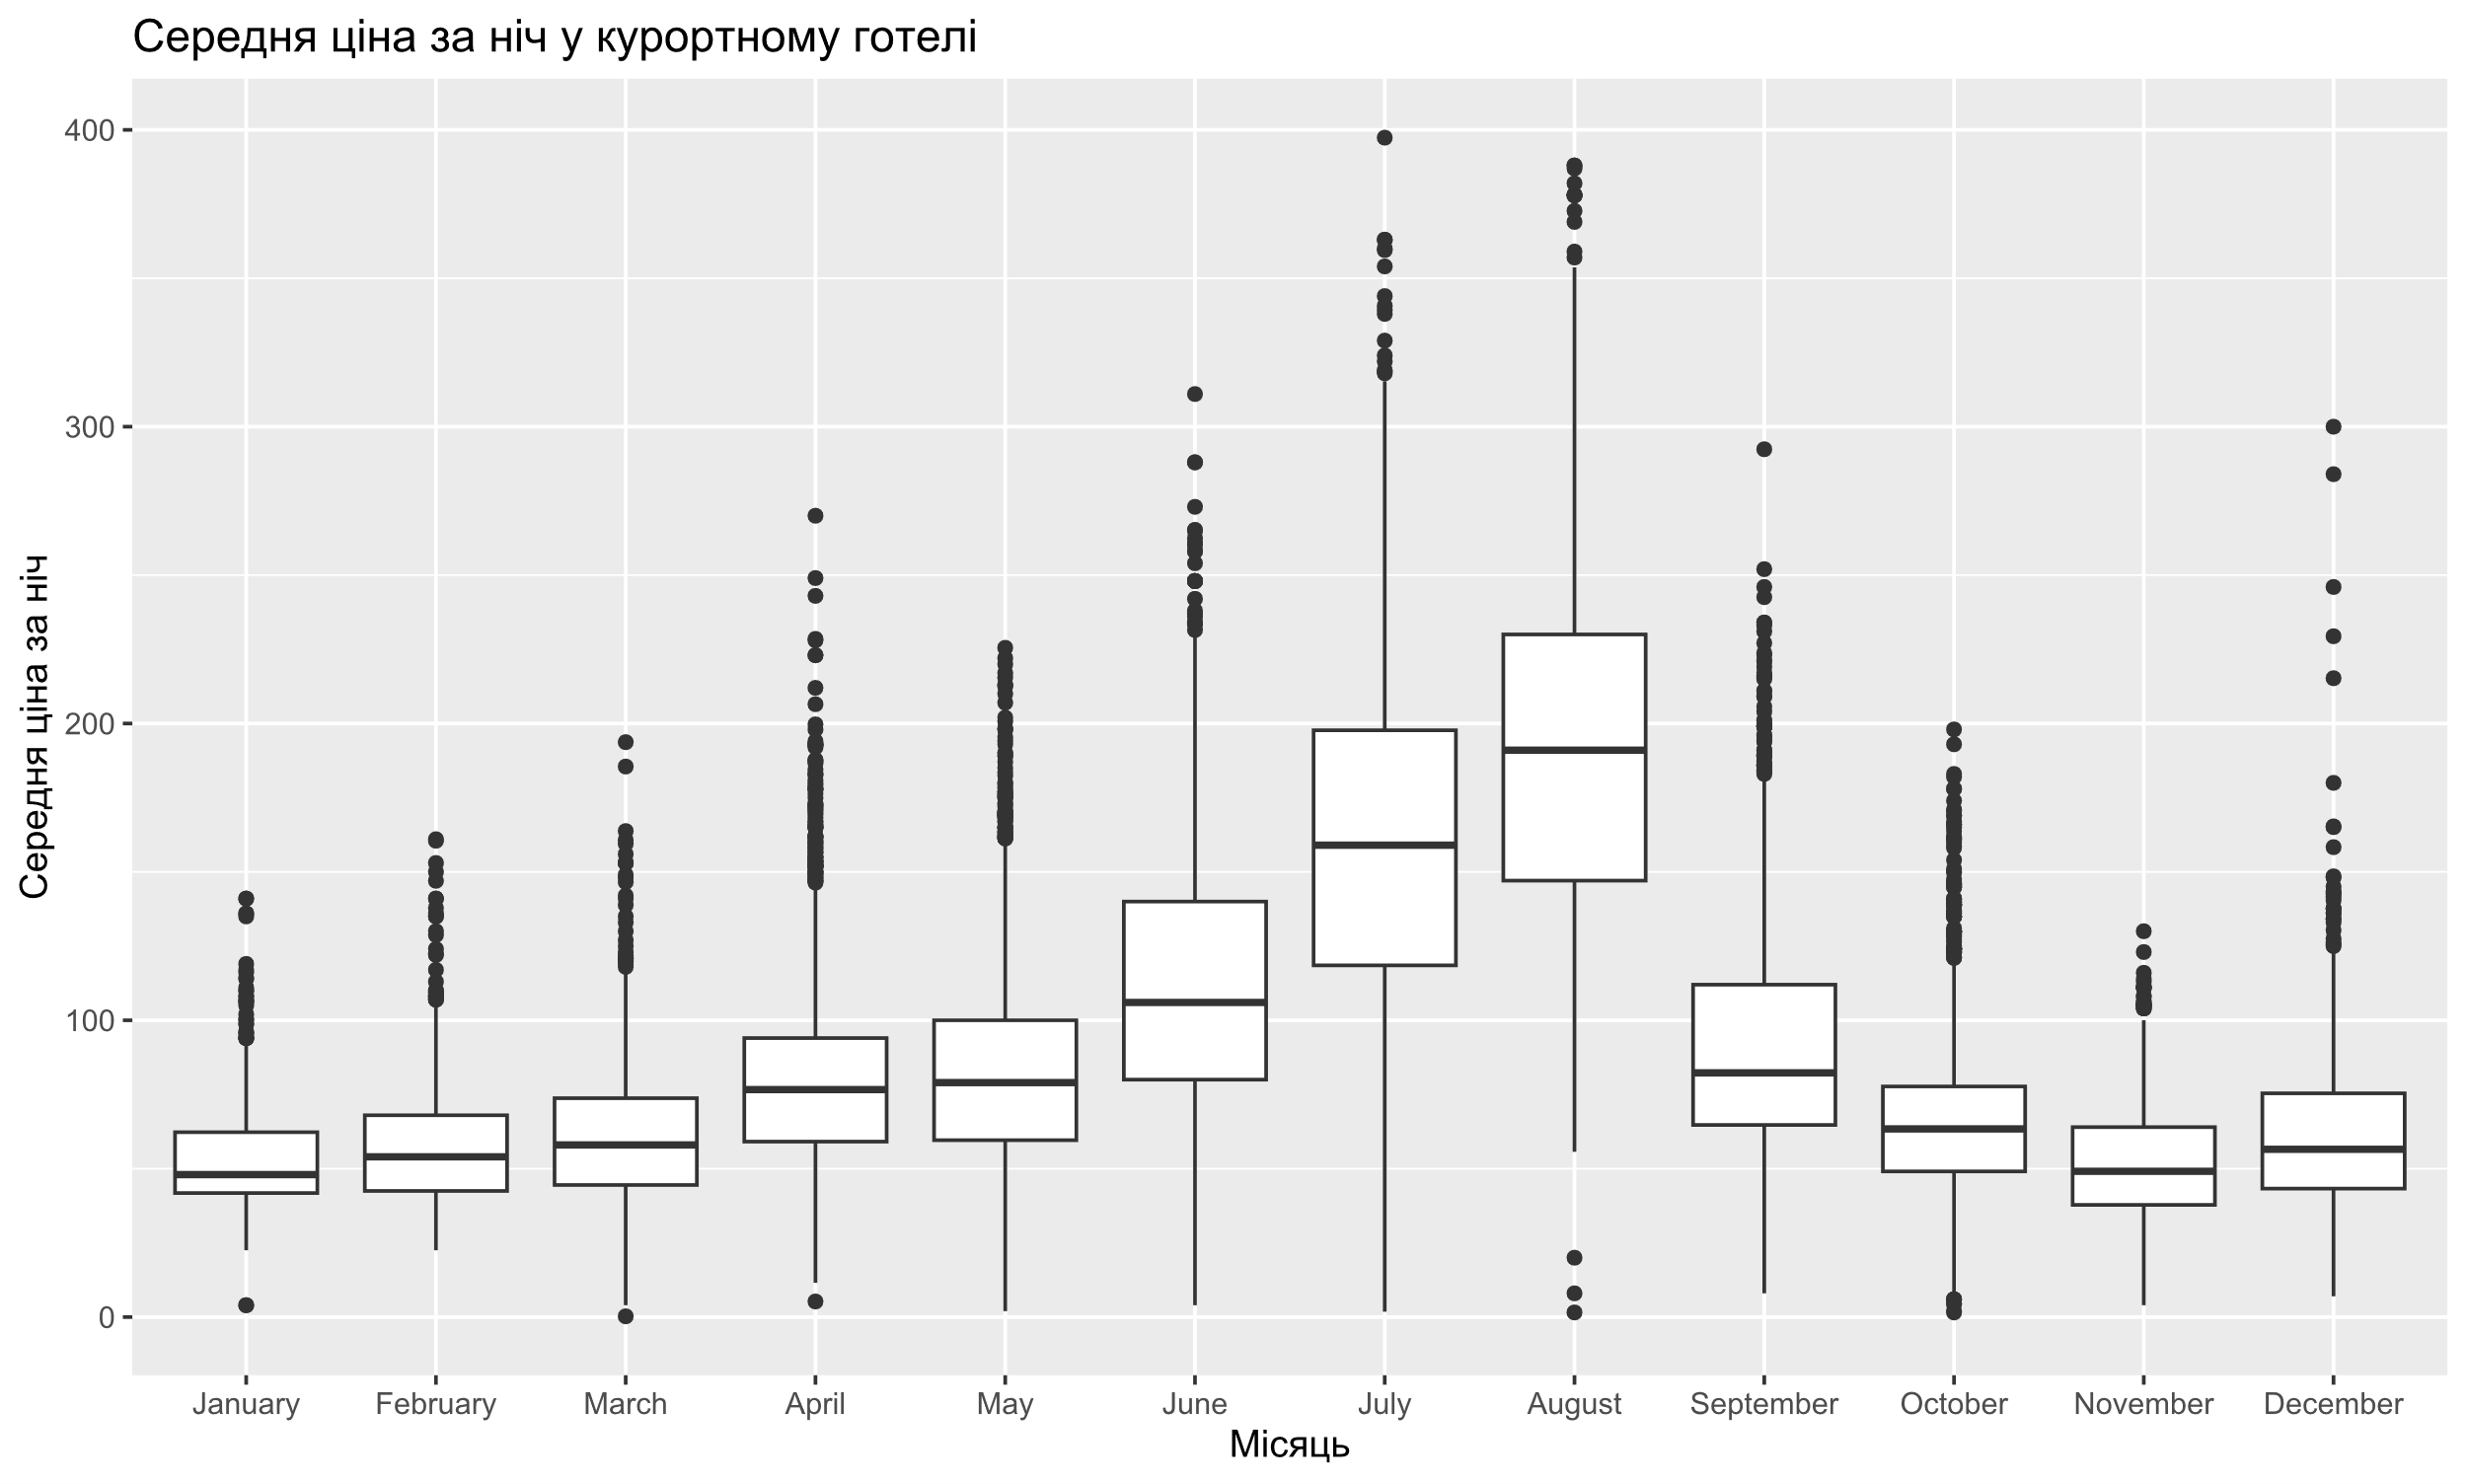 Середня ціна за ніч у курортному готелі
Середня ціна за ніч
400
300
200
100
0
January February March April May June July August September October November December
Місяць